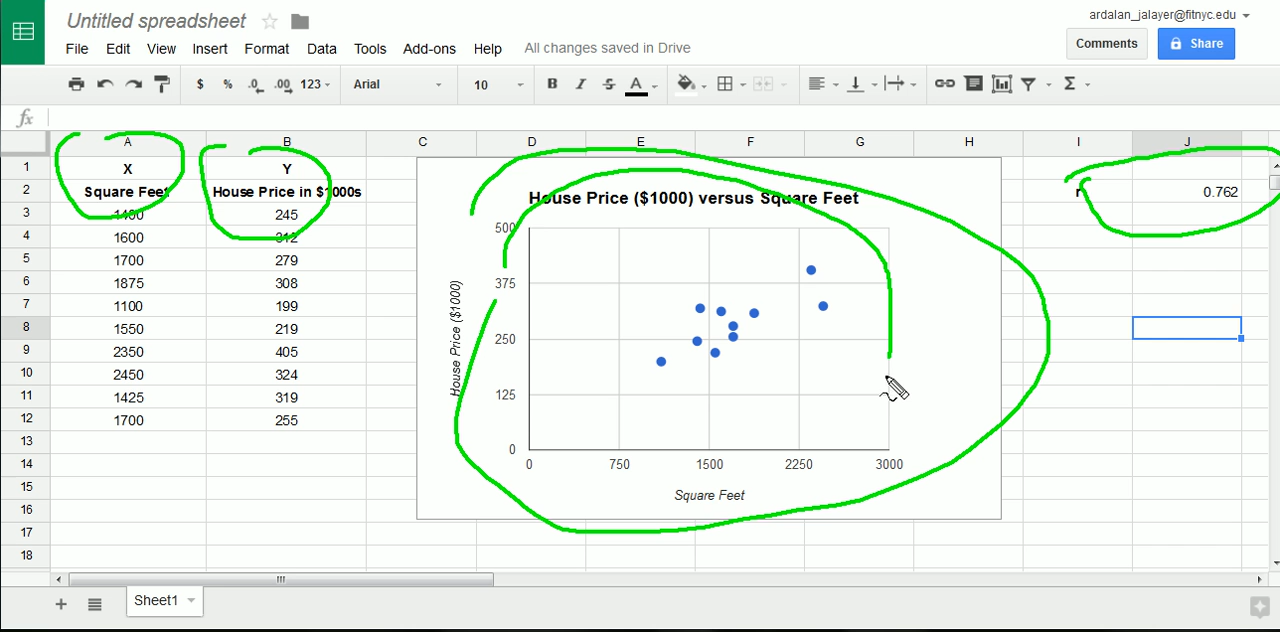 Untitled spreadsheet
ardalan_jalayer@fitnyc.edu
File Edit View Insert Format Data Tools Add-ons Help All changes saved in Drive
Comments
Share
$ % .0 .00 123 Arial 10 B I S A Σ
fx
A B C D E F G H I J
1 X Y
2 Square Feet House Price in $1000s r 0.762
3 1400 245
4 1600 312
5 1700 279
6 1875 308
7 1100 199
8 1550 219
9 2350 405
10 2450 324
11 1425 319
12 1700 255
13
14
15
16
17
18
House Price ($1000) versus Square Feet
House Price ($1000)
500
375
250
125
0
0 750 1500 2250 3000
Square Feet
+ Sheet1